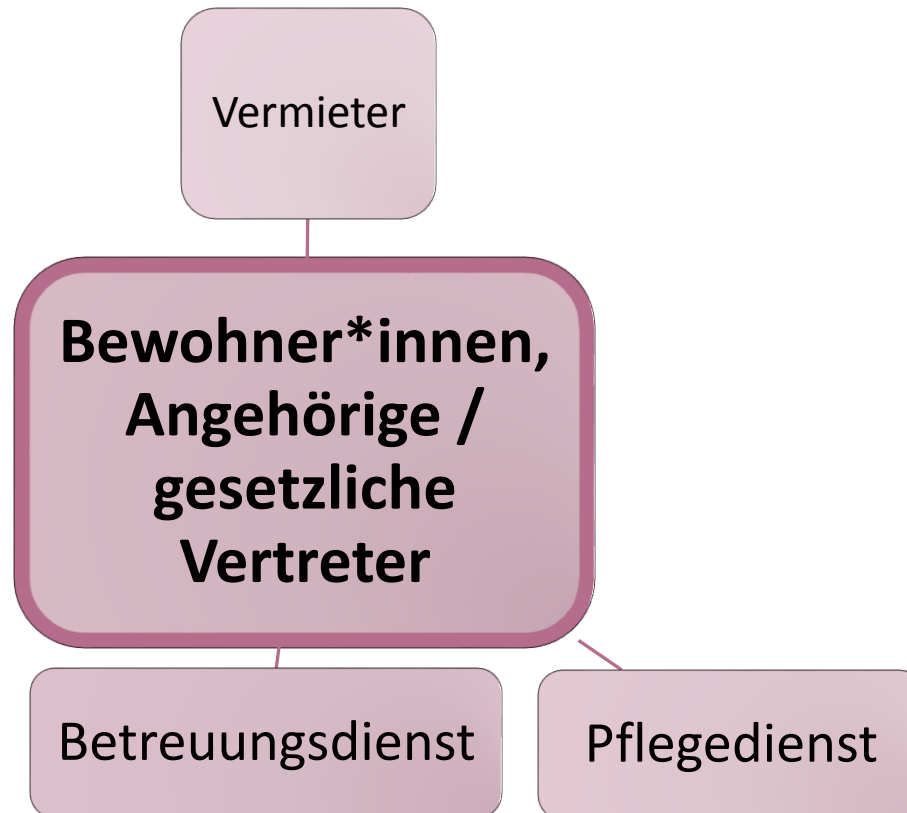 Vermieter
Bewohner*innen,
Angehörige /
gesetzliche
Vertreter
Betreuungsdienst
Pflegedienst